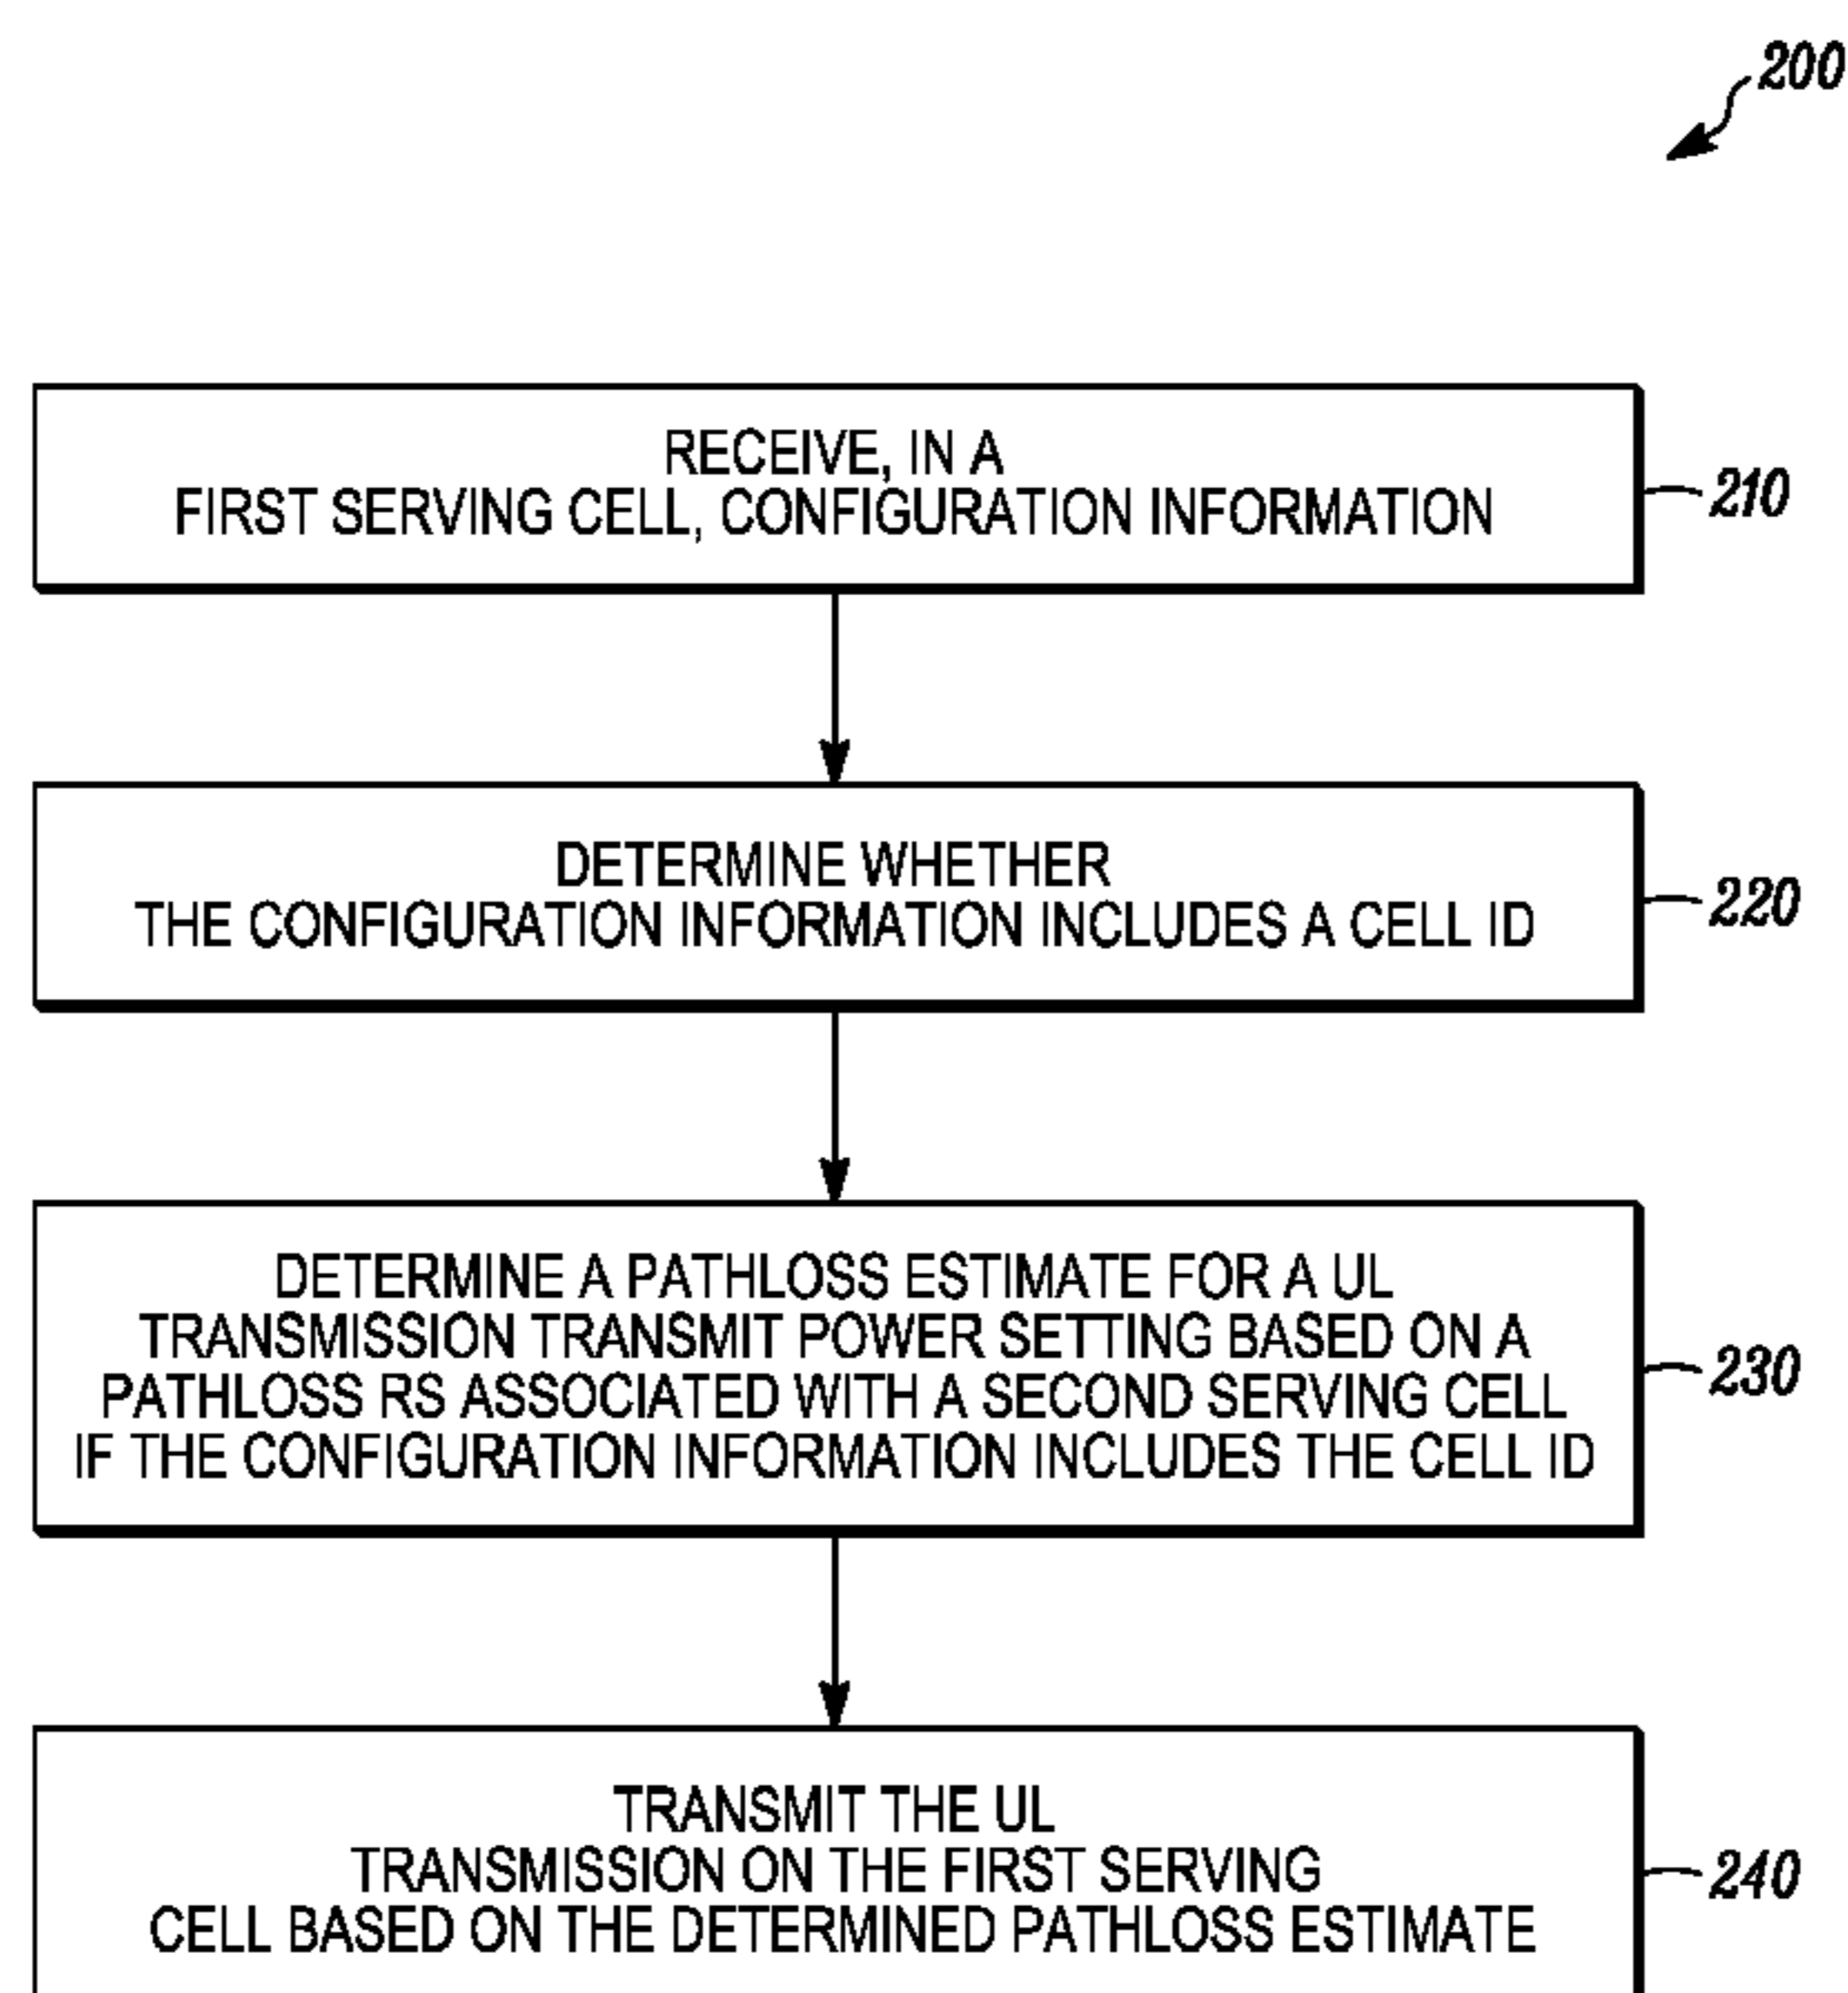 200
RECEIVE, IN A
FIRST SERVING CELL, CONFIGURATION INFORMATION
210
DETERMINE WHETHER
THE CONFIGURATION INFORMATION INCLUDES A CELL ID
220
DETERMINE A PATHLOSS ESTIMATE FOR A UL
TRANSMISSION TRANSMIT POWER SETTING BASED ON A
PATHLOSS RS ASSOCIATED WITH A SECOND SERVING CELL
IF THE CONFIGURATION INFORMATION INCLUDES THE CELL ID
230
TRANSMIT THE UL
TRANSMISSION ON THE FIRST SERVING
CELL BASED ON THE DETERMINED PATHLOSS ESTIMATE
240